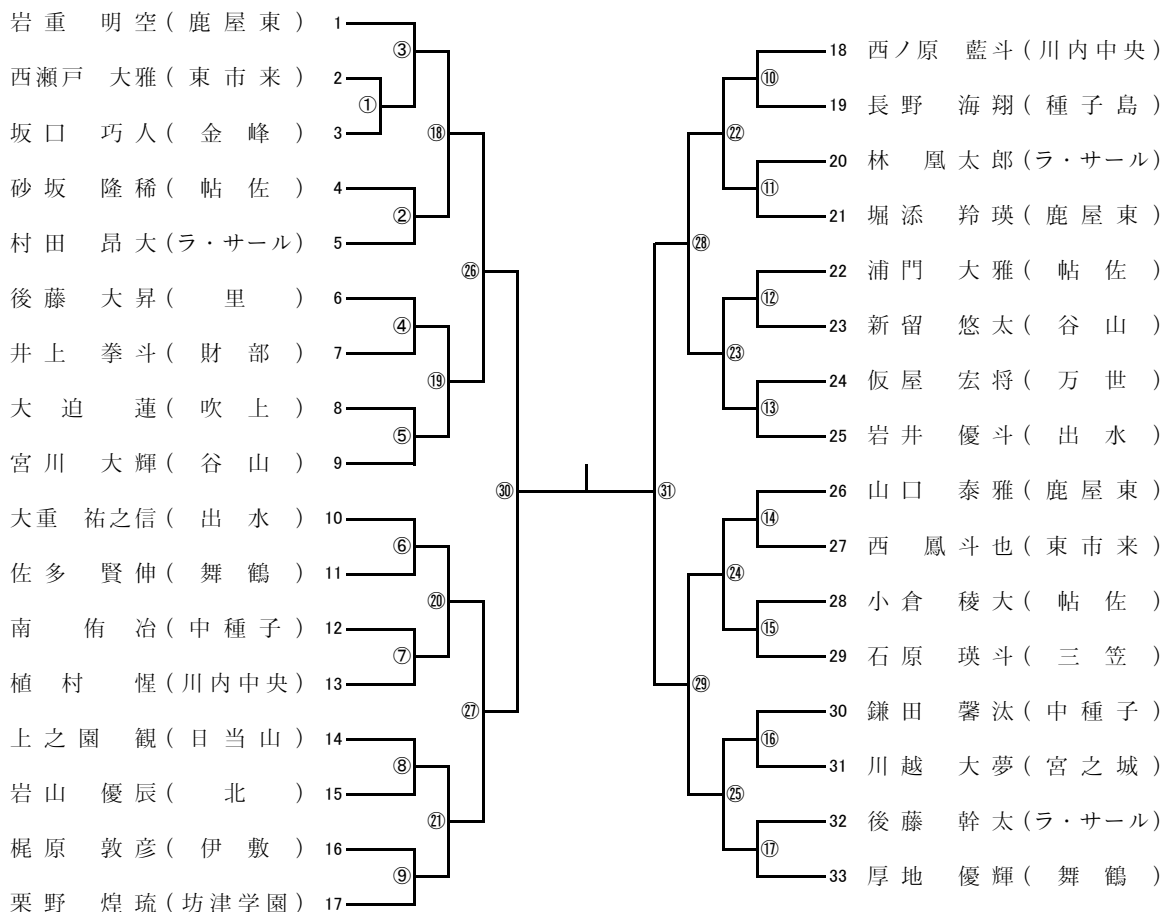 岩重 明空(鹿屋東) 1
西瀬戸 大雅(東市来) 2
坂口 巧人(金峰) 3
砂坂 隆稀(帖佐) 4
村田 昂大(ラ・サール) 5
後藤 大昇(里) 6
井上 拳斗(財部) 7
大迫 蓮(吹上) 8
宮川 大輝(谷山) 9
大重 祐之信(出水) 10
佐多 賢伸(舞鶴) 11
南 侑冶(中種子) 12
植村 惺(川内中央) 13
上之園 観(日当山) 14
岩山 優辰(北) 15
梶原 敦彦(伊敷) 16
栗野 煌琉(坊津学園) 17
③
①
②
④
⑤
⑥
⑦
⑧
⑨
⑱
⑲
⑳
㉑
㉖
㉗
㉚
㉛
㉘
㉙
㉒
㉓
㉔
㉕
⑩
⑪
⑫
⑬
⑭
⑮
⑯
⑰
18 西ノ原 藍斗(川内中央)
19 長野 海翔(種子島)
20 林 凰太郎(ラ・サール)
21 堀添 羚瑛(鹿屋東)
22 浦門 大雅(帖佐)
23 新留 悠太(谷山)
24 仮屋 宏将(万世)
25 岩井 優斗(出水)
26 山口 泰雅(鹿屋東)
27 西 鳳斗也(東市来)
28 小倉 稜大(帖佐)
29 石原 瑛斗(三笠)
30 鎌田 馨汰(中種子)
31 川越 大夢(宮之城)
32 後藤 幹太(ラ・サール)
33 厚地 優輝(舞鶴)